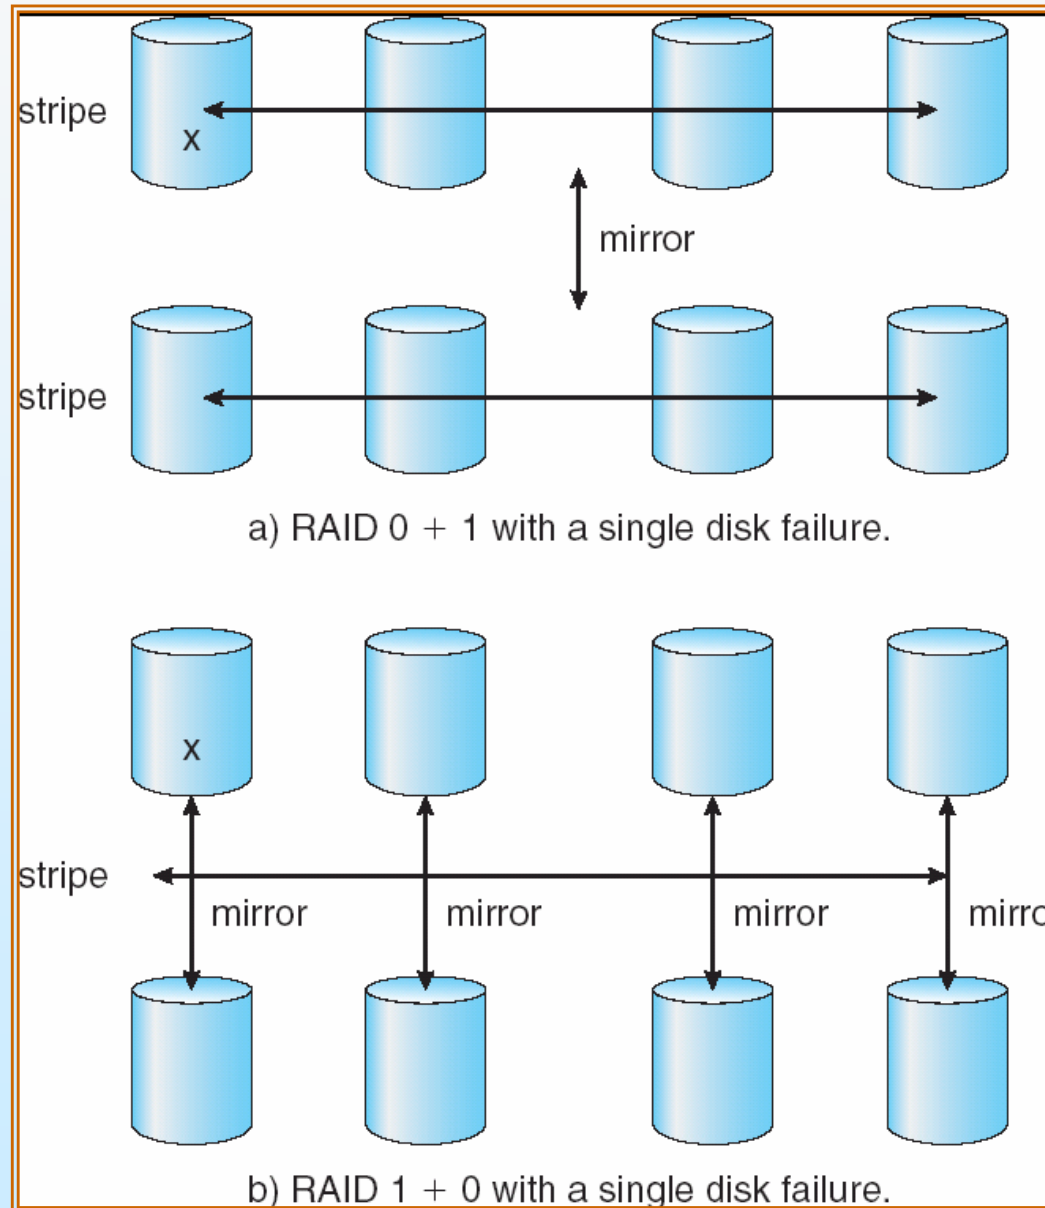 stripe
x
mirror
stripe
a) RAID 0 + 1 with a single disk failure.
x
stripe
mirror mirror mirror mirro
b) RAID 1 + 0 with a single disk failure.